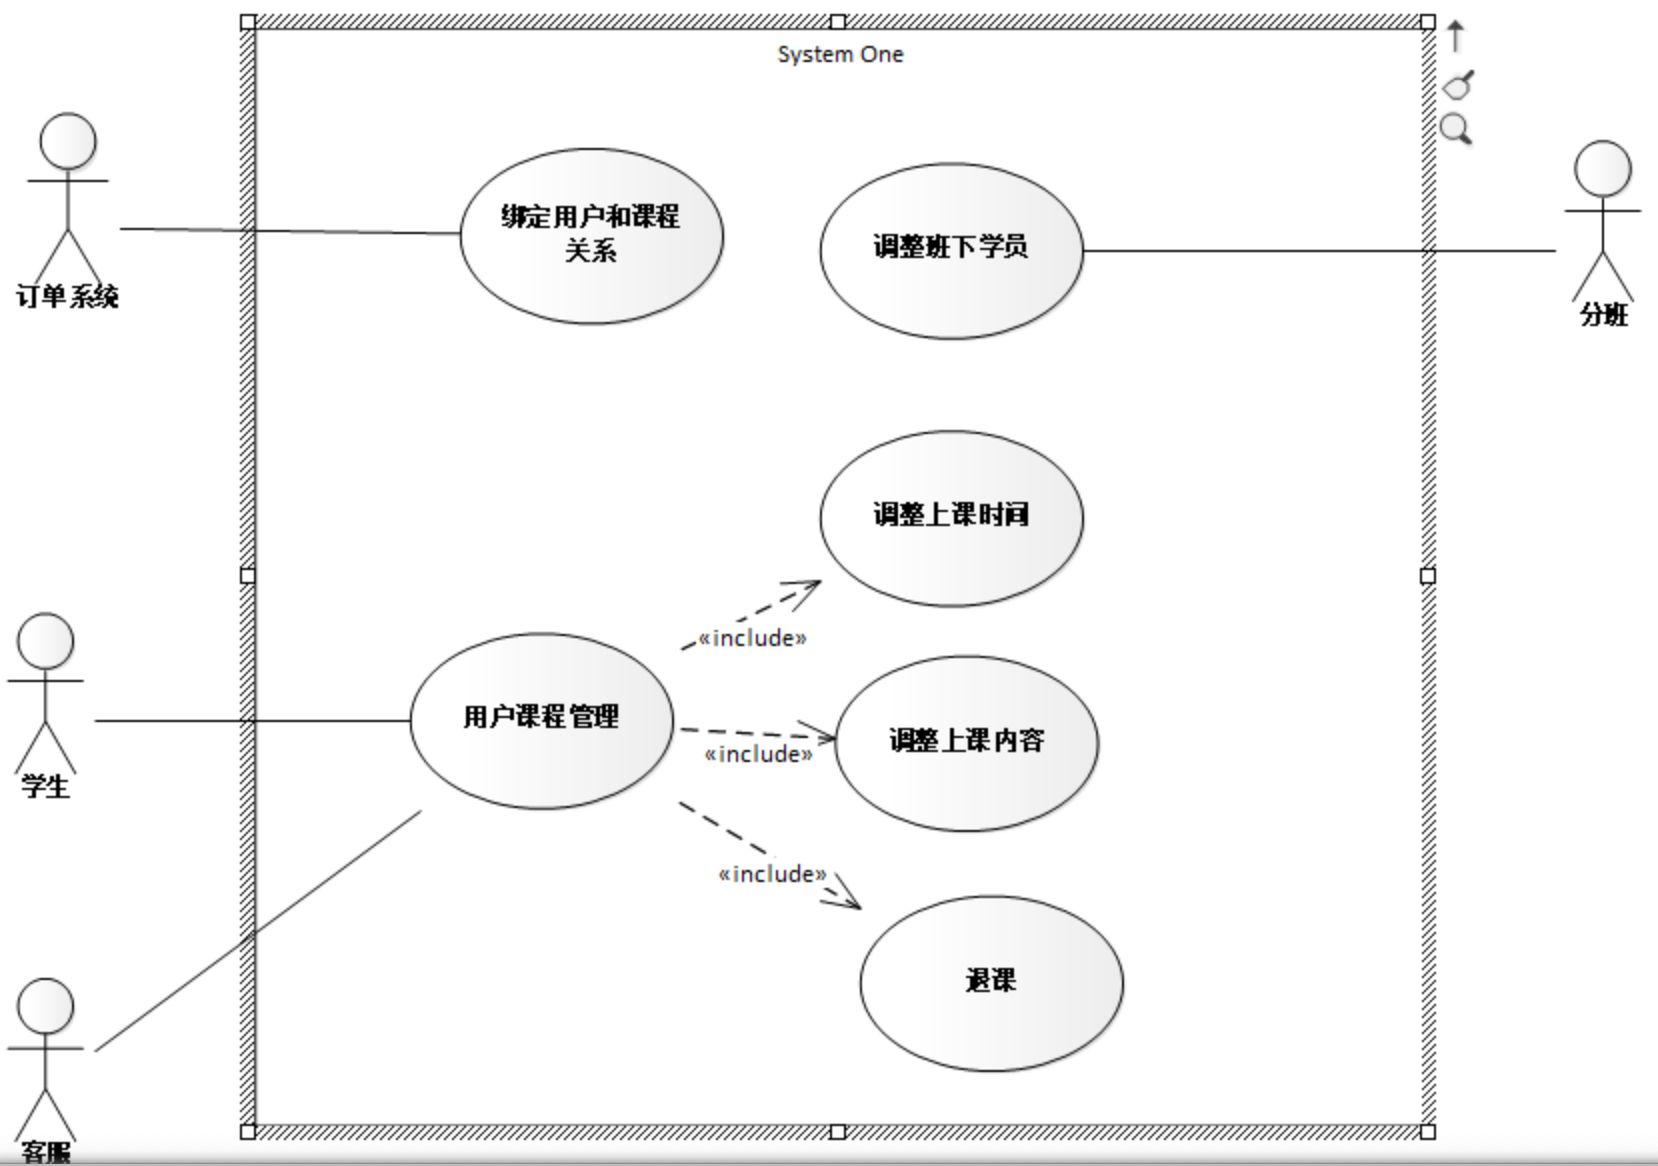 System One
订单系统
绑定用户和课程
关系
调整班下学员
分班
调整上课时间
«include»
学生
用户课程管理
«include»
调整上课内容
«include»
退课
客服